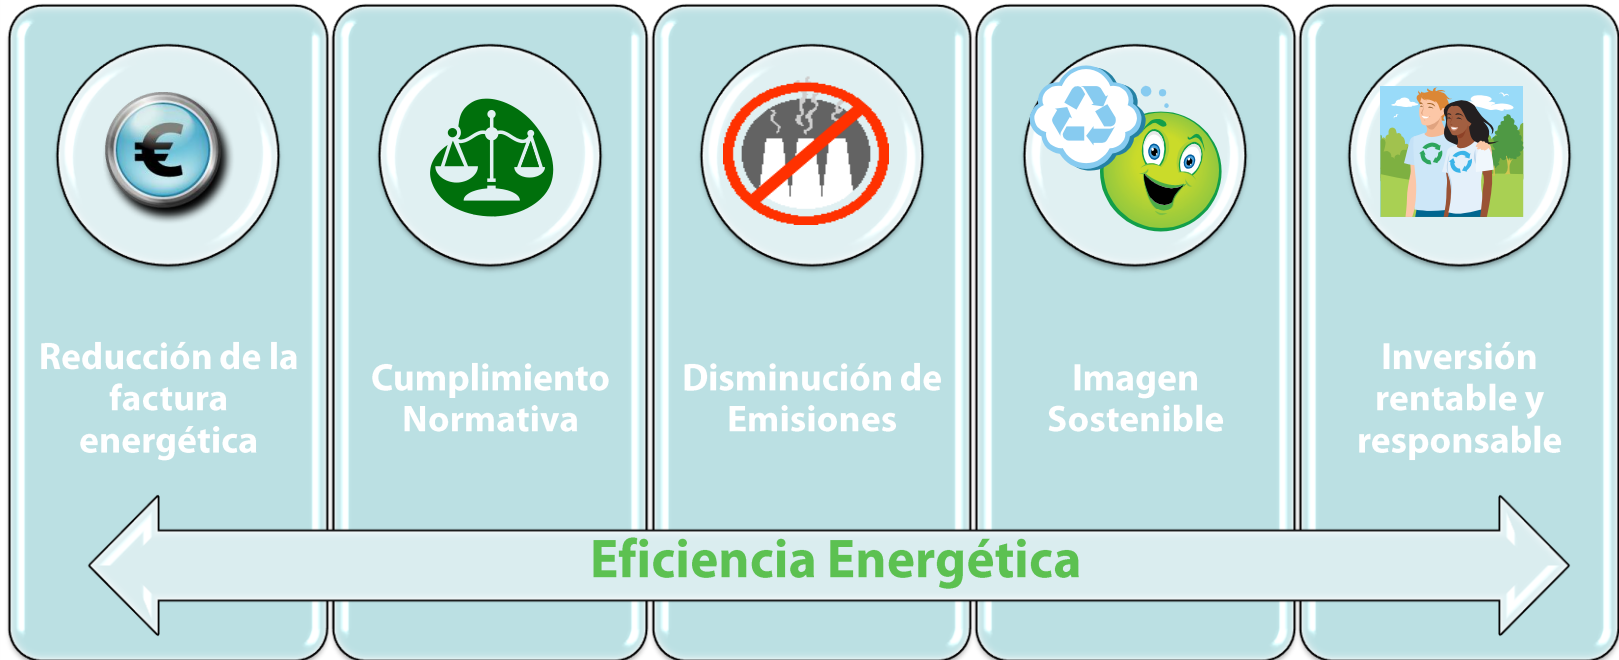 €
Reducción de la
factura
energética
Cumplimiento
Normativa
Disminución de
Emisiones
Imagen
Sostenible
Inversión
rentable y
responsable
Eficiencia Energética